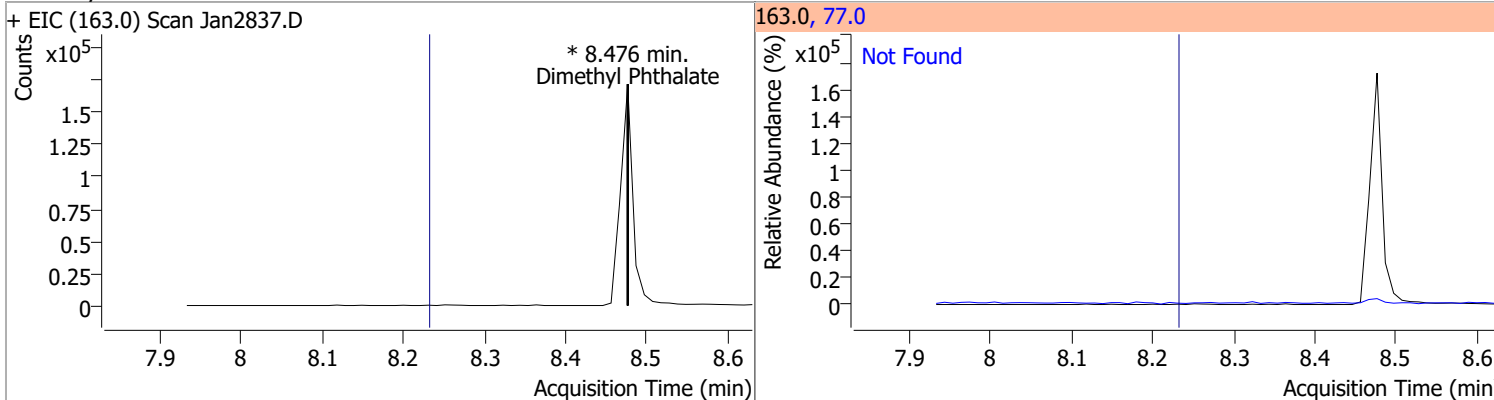 + EIC (163.0) Scan Jan2837.D
Counts
x10⁵
* 8.476 min.
Dimethyl Phthalate
1.5
1.25
1
0.75
0.5
0.25
0
7.9 8 8.1 8.2 8.3 8.4 8.5 8.6
Acquisition Time (min)
163.0, 77.0
Relative Abundance (%)
x10⁵
Not Found
1.6
1.4
1.2
1
0.8
0.6
0.4
0.2
0
7.9 8 8.1 8.2 8.3 8.4 8.5 8.6
Acquisition Time (min